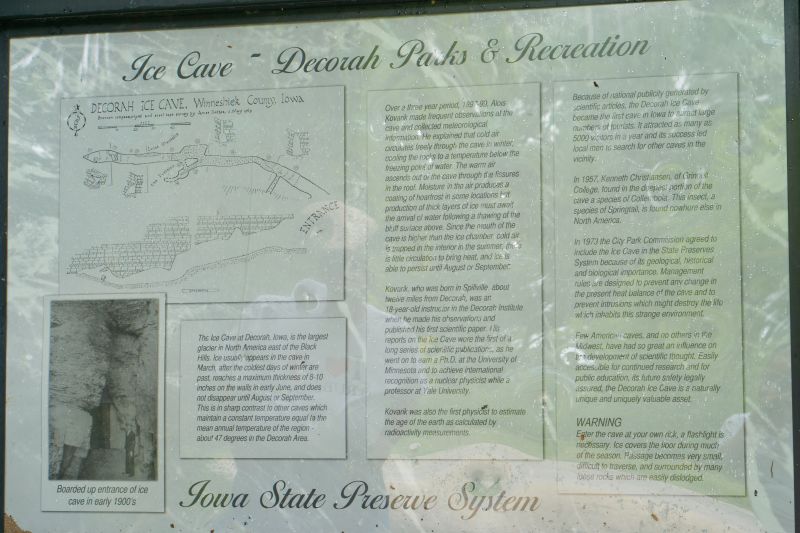 Ice Cave - Decorah Parks & Recreation
DECORAH ICE CAVE, Winneshiek County, Iowa
ENTRANCE
The Ice Cave at Decorah, Iowa, is the largest
glacier in North America east of the Black
Hills. Ice usually appears in the cave in
March, after the coldest days of winter are
past, reaches a maximum thickness of 8-10
inches on the walls in early June, and does
not disappear until August or September.
This is in sharp contrast to other caves which
maintain a constant temperature equal to the
mean annual temperature of the region -
about 47 degrees in the Decorah Area.
Boarded up entrance of ice
cave in early 1900's
Over a three year period, Alois
Kovarik made frequent observations of the
cave and collected meteorological
information. He explained that cold air
circulates freely through the cave in winter,
cooling the rocks to a temperature below the
freezing point of water. The warm air
ascends out of the cave through the fissures
in the roof. Moisture in the air produces a
coating of hoarfrost in some locations but
production of thick layers of ice must await
the arrival of water following a thawing of the
bluff surface above. Since the mouth of the
cave is higher than the ice chamber, cold air
is trapped in the interior in the summer, there
is little circulation to bring heat, and ice is
able to persist until August or September.
Kovarik, who was born in Spillville, about
twelve miles from Decorah, was an
18-year-old instructor in the Decorah Institute
when he made his observations and
published his first scientific paper. His
reports on the Ice Cave were the first of a
long series of scientific publications, as he
went on to earn a Ph.D. at the University of
Minnesota and to achieve international
recognition as a nuclear physicist while a
professor at Yale University.
Kovarik was also the first physicist to estimate
the age of the earth as calculated by
radioactivity measurements.
Because of national publicity generated by
scientific articles, the Decorah Ice Cave
became the first cave in Iowa to attract large
numbers of tourists. It attracted as many as
5000 visitors in a year and its success led
local men to search for other caves in the
vicinity.
In 1957, Kenneth Christiansen, of Grinnell
College, found in the deepest portion of the
cave a species of Collembola. This insect, a
species of Springtail, is found nowhere else in
North America.
In 1973 the City Park Commission agreed to
include the Ice Cave in the State Preserves
System because of its geological, historical
and biological importance. Management
rules are designed to prevent any change in
the present heat balance of the cave and to
prevent intrusions which might destroy the life
which inhabits this strange environment.
Few American caves, and no others in the
Midwest, have had so great an influence on
the development of scientific thought. Easily
accessible for continued research and for
public education, its future safety legally
assured, the Decorah Ice Cave is a naturally
unique and uniquely valuable asset.
WARNING
Enter the cave at your own risk, a flashlight is
necessary. Ice covers the floor during much
of the season. Passage becomes very small,
difficult to traverse, and surrounded by many
loose rocks which are easily dislodged.
Iowa State Preserve System